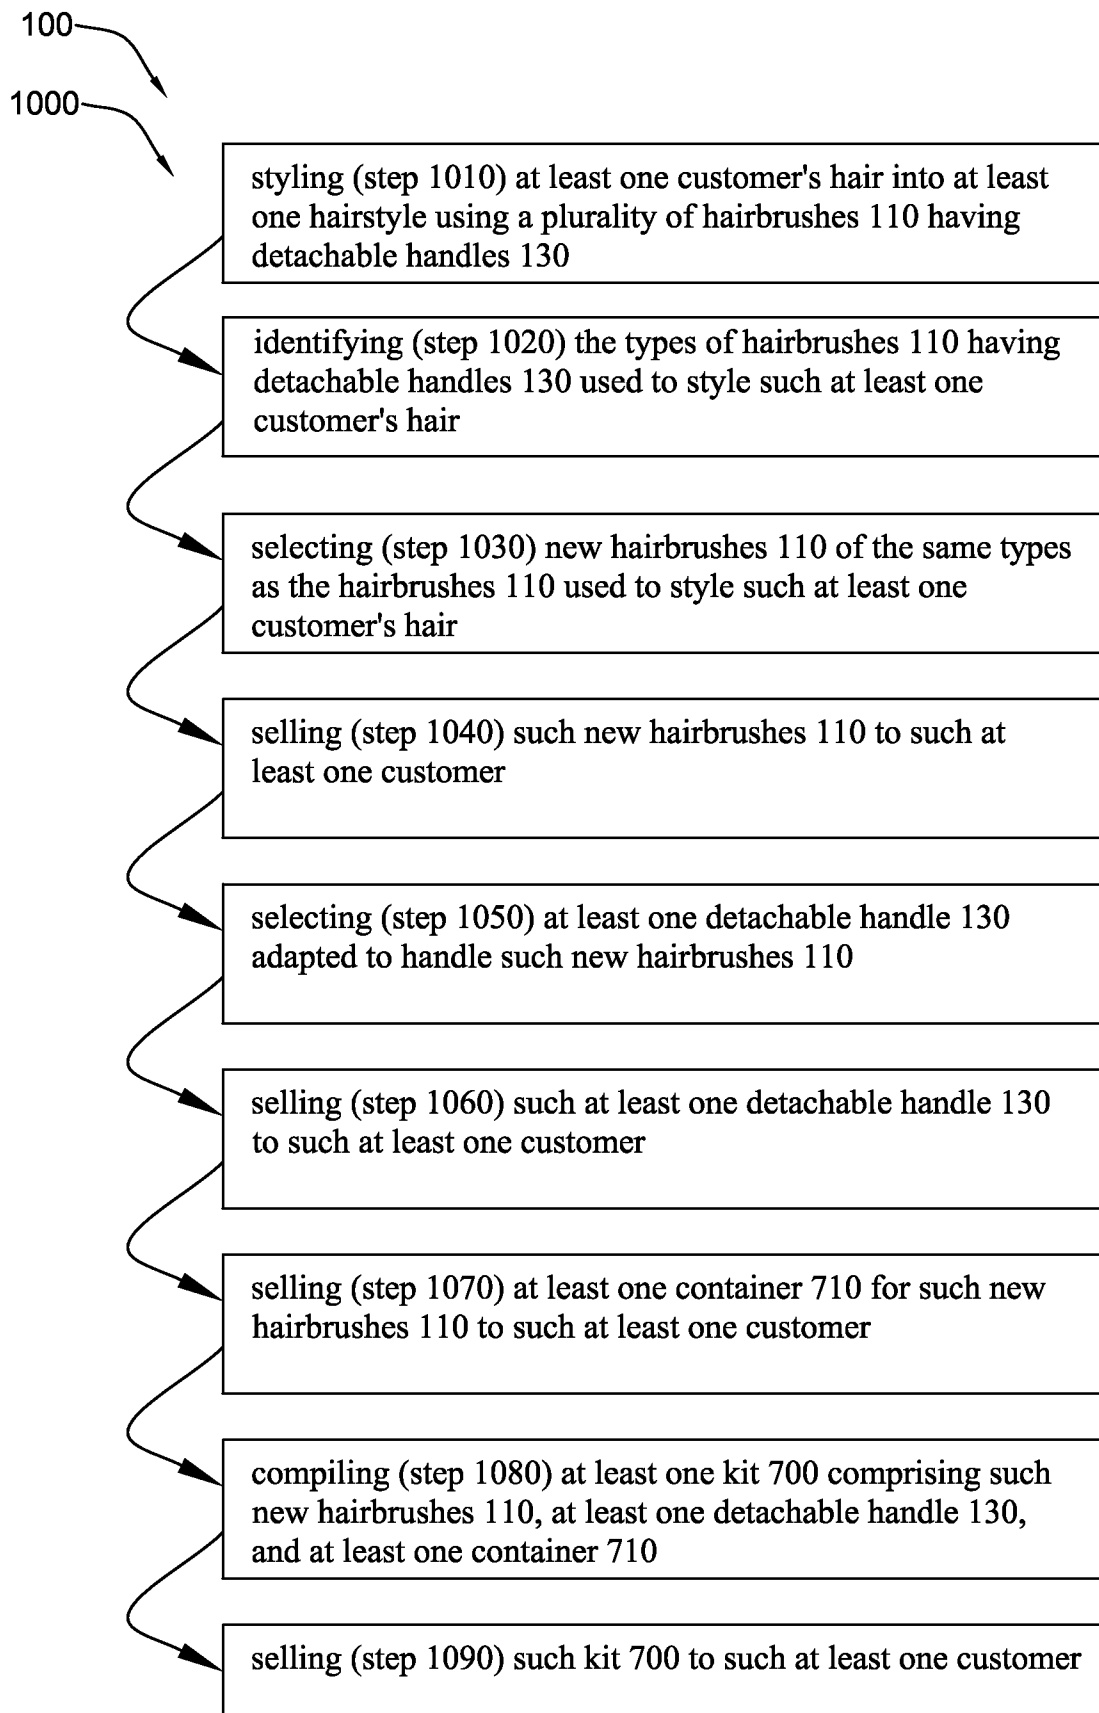 100
1000
styling (step 1010) at least one customer's hair into at least
one hairstyle using a plurality of hairbrushes 110 having
detachable handles 130
identifying (step 1020) the types of hairbrushes 110 having
detachable handles 130 used to style such at least one
customer's hair
selecting (step 1030) new hairbrushes 110 of the same types
as the hairbrushes 110 used to style such at least one
customer's hair
selling (step 1040) such new hairbrushes 110 to such at
least one customer
selecting (step 1050) at least one detachable handle 130
adapted to handle such new hairbrushes 110
selling (step 1060) such at least one detachable handle 130
to such at least one customer
selling (step 1070) at least one container 710 for such new
hairbrushes 110 to such at least one customer
compiling (step 1080) at least one kit 700 comprising such
new hairbrushes 110, at least one detachable handle 130,
and at least one container 710
selling (step 1090) such kit 700 to such at least one customer